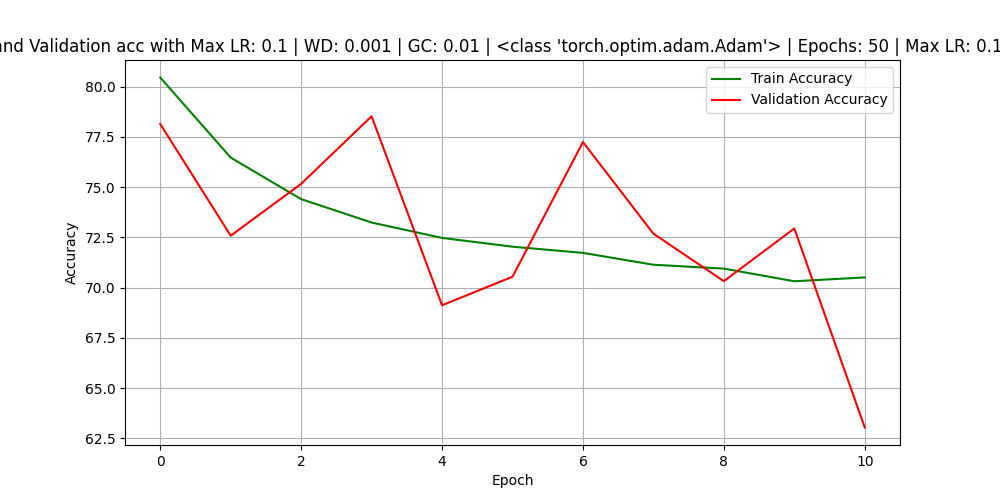 and Validation acc with Max LR: 0.1 | WD: 0.001 | GC: 0.01 | <class 'torch.optim.adam.Adam'> | Epochs: 50 | Max LR: 0.1
Train Accuracy
Validation Accuracy
80.0
77.5
75.0
72.5
70.0
67.5
65.0
62.5
Accuracy
0 2 4 6 8 10
Epoch